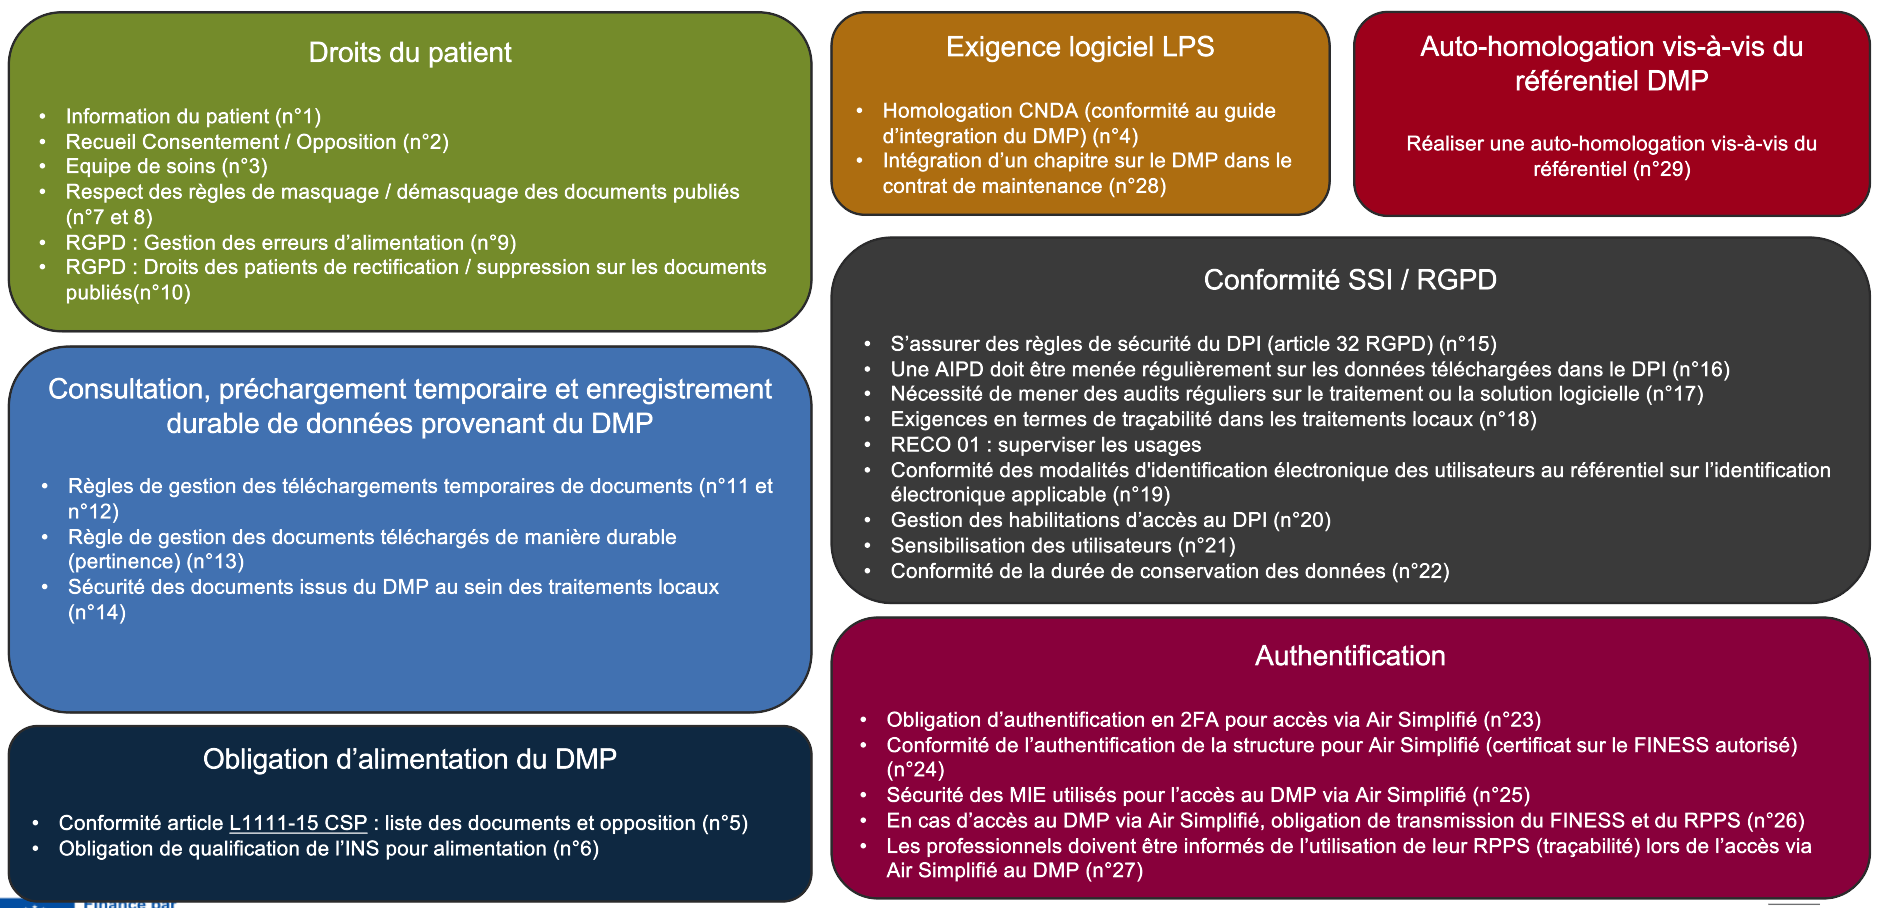 Droits du patient
• Information du patient (n°1)
• Recueil Consentement / Opposition (n°2)
• Equipe de soins (n°3)
• Respect des règles de masquage / démasquage des documents publiés
(n°7 et 8)
• RGPD : Gestion des erreurs d’alimentation (n°9)
• RGPD : Droits des patients de rectification / suppression sur les documents
publiés(n°10)
Consultation, préchargement temporaire et enregistrement
durable de données provenant du DMP
• Règles de gestion des téléchargements temporaires de documents (n°11 et
n°12)
• Règle de gestion des documents téléchargés de manière durable
(pertinence) (n°13)
• Sécurité des documents issus du DMP au sein des traitements locaux
(n°14)
Obligation d’alimentation du DMP
• Conformité article L1111-15 CSP : liste des documents et opposition (n°5)
• Obligation de qualification de l’INS pour alimentation (n°6)
Financé par
Exigence logiciel LPS
• Homologation CNDA (conformité au guide
d’integration du DMP) (n°4)
• Intégration d’un chapitre sur le DMP dans le
contrat de maintenance (n°28)
Auto-homologation vis-à-vis du
référentiel DMP
Réaliser une auto-homologation vis-à-vis du
référentiel (n°29)
Conformité SSI / RGPD
• S’assurer des règles de sécurité du DPI (article 32 RGPD) (n°15)
• Une AIPD doit être menée régulièrement sur les données téléchargées dans le DPI (n°16)
• Nécessité de mener des audits réguliers sur le traitement ou la solution logicielle (n°17)
• Exigences en termes de traçabilité dans les traitements locaux (n°18)
• RECO 01 : superviser les usages
• Conformité des modalités d'identification électronique des utilisateurs au référentiel sur l’identification
électronique applicable (n°19)
• Gestion des habilitations d’accès au DPI (n°20)
• Sensibilisation des utilisateurs (n°21)
• Conformité de la durée de conservation des données (n°22)
Authentification
• Obligation d’authentification en 2FA pour accès via Air Simplifié (n°23)
• Conformité de l’authentification de la structure pour Air Simplifié (certificat sur le FINESS autorisé)
(n°24)
• Sécurité des MIE utilisés pour l’accès au DMP via Air Simplifié (n°25)
• En cas d’accès au DMP via Air Simplifié, obligation de transmission du FINESS et du RPPS (n°26)
• Les professionnels doivent être informés de l’utilisation de leur RPPS (traçabilité) lors de l’accès via
Air Simplifié au DMP (n°27)